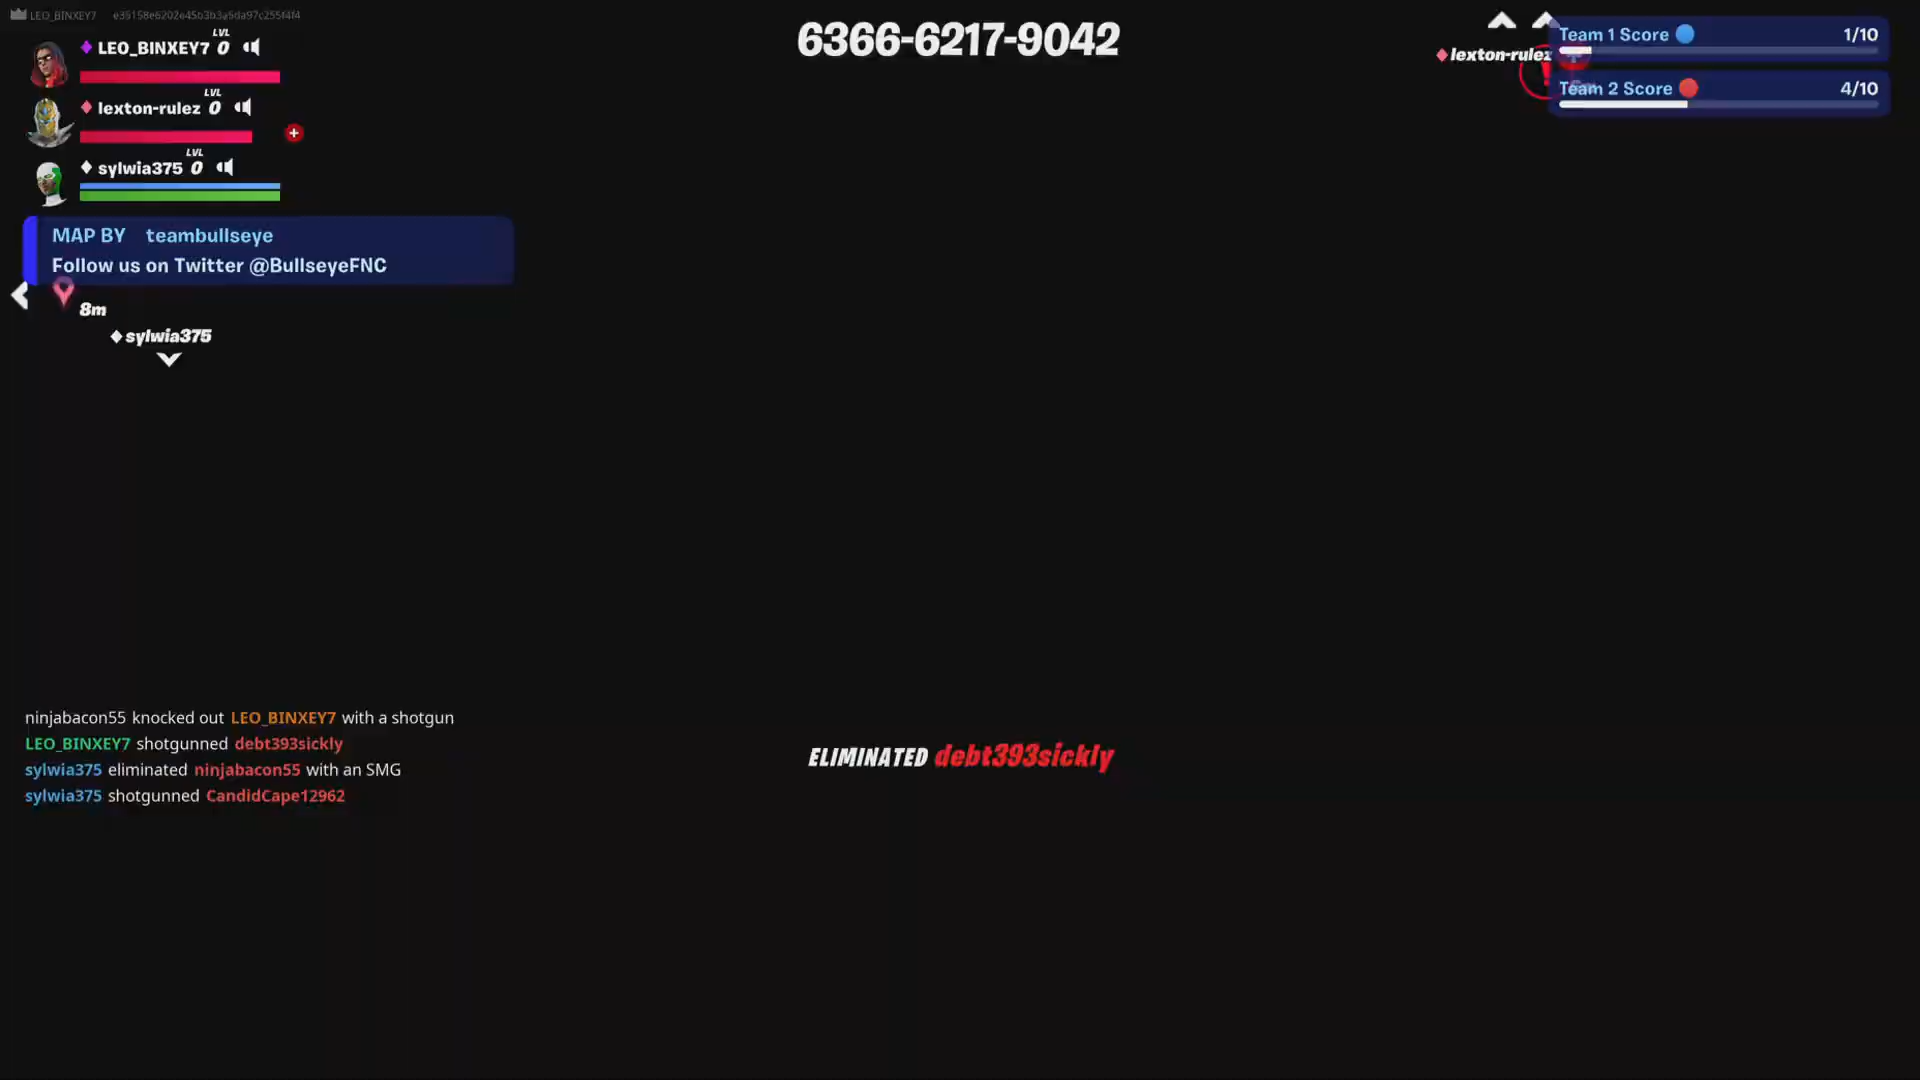 LEO_BINXEY7
6366-6217-9042
LVL
LEO_BINXEY7 0
LVL
lexton-rulez 0
LVL
sylwia375 0
MAP BY teambullseye
Follow us on Twitter @BullseyeFNC
8m
sylwia375
lexton-rulez
Team 1 Score 1/10
Team 2 Score 4/10
ninjabacon55 knocked out LEO_BINXEY7 with a shotgun
LEO_BINXEY7 shotgunned debt393sickly
sylwia375 eliminated ninjabacon55 with an SMG
sylwia375 shotgunned CandidCape12962
ELIMINATED debt393sickly